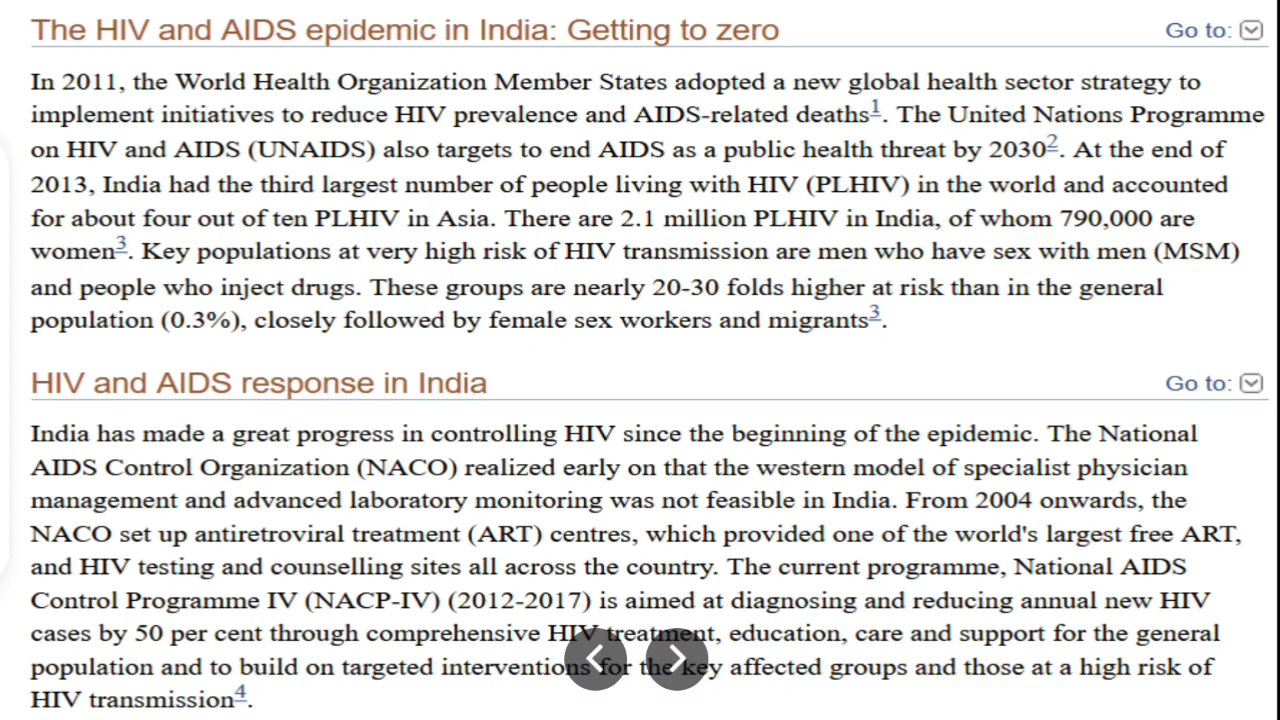 The HIV and AIDS epidemic in India: Getting to zero
Go to:
In 2011, the World Health Organization Member States adopted a new global health sector strategy to
implement initiatives to reduce HIV prevalence and AIDS-related deaths1. The United Nations Programme
on HIV and AIDS (UNAIDS) also targets to end AIDS as a public health threat by 20302. At the end of
2013, India had the third largest number of people living with HIV (PLHIV) in the world and accounted
for about four out of ten PLHIV in Asia. There are 2.1 million PLHIV in India, of whom 790,000 are
women3. Key populations at very high risk of HIV transmission are men who have sex with men (MSM)
and people who inject drugs. These groups are nearly 20-30 folds higher at risk than in the general
population (0.3%), closely followed by female sex workers and migrants3.
HIV and AIDS response in India
Go to:
India has made a great progress in controlling HIV since the beginning of the epidemic. The National
AIDS Control Organization (NACO) realized early on that the western model of specialist physician
management and advanced laboratory monitoring was not feasible in India. From 2004 onwards, the
NACO set up antiretroviral treatment (ART) centres, which provided one of the world's largest free ART,
and HIV testing and counselling sites all across the country. The current programme, National AIDS
Control Programme IV (NACP-IV) (2012-2017) is aimed at diagnosing and reducing annual new HIV
cases by 50 per cent through comprehensive HIV treatment, education, care and support for the general
population and to build on targeted interventions for the key affected groups and those at a high risk of
HIV transmission4.